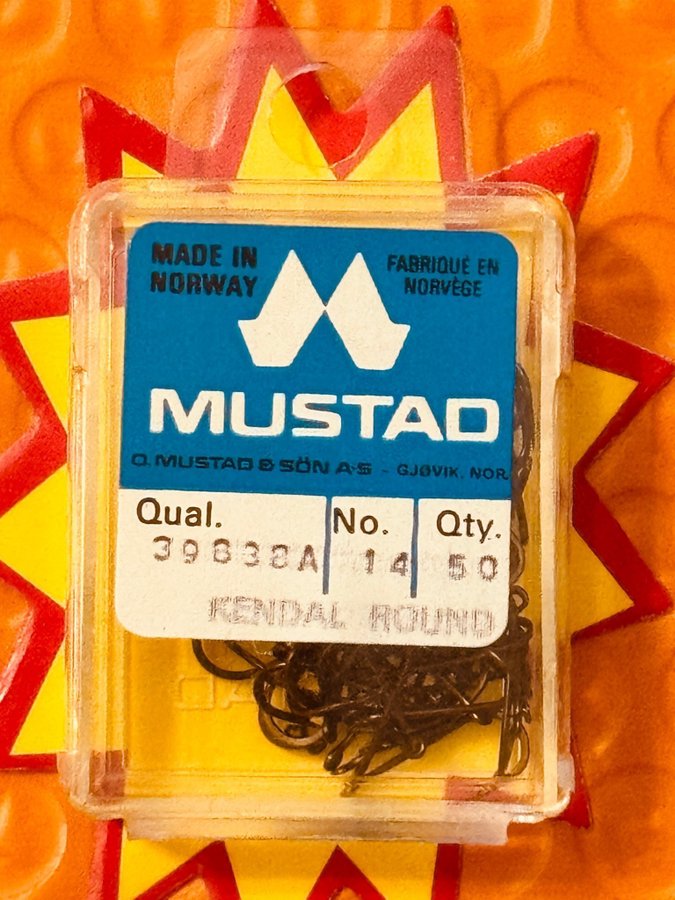 MADE IN
NORWAY
FABRIQUÉ EN
NORVÈGE
MUSTAD
O. MUSTAD & SÖN A·S - GJØVIK, NOR.
Qual. No. Qty.
39838A 14 50
KENDAL ROUND